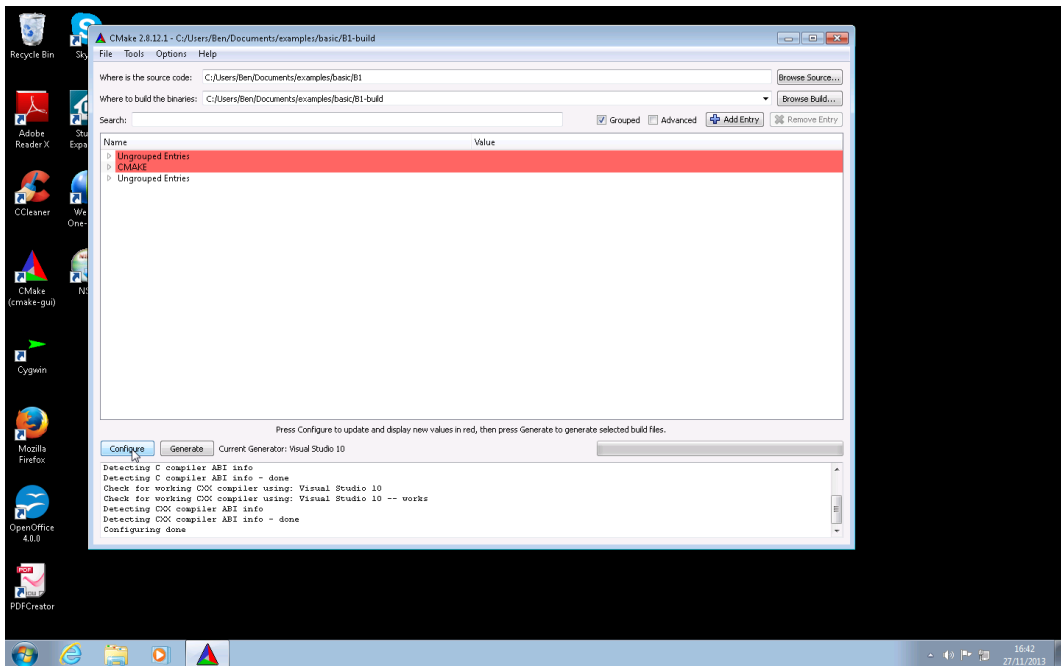 Recycle Bin
Sky
Adobe
Reader X
Stu
Expa
CCleaner
We
One-
CMake
(cmake-gui)
NS
Cygwin
Mozilla
Firefox
OpenOffice
4.0.0
PDF
PDFCreator
CMake 2.8.12.1 - C:/Users/Ben/Documents/examples/basic/B1-build
File Tools Options Help
Where is the source code: C:/Users/Ben/Documents/examples/basic/B1 Browse Source...
Where to build the binaries: C:/Users/Ben/Documents/examples/basic/B1-build Browse Build...
Search: Grouped Advanced Add Entry Remove Entry
Name Value
Ungrouped Entries
CMAKE
Ungrouped Entries
Press Configure to update and display new values in red, then press Generate to generate selected build files.
Configure Generate Current Generator: Visual Studio 10
Detecting C compiler ABI info
Detecting C compiler ABI info - done
Check for working CXX compiler using: Visual Studio 10
Check for working CXX compiler using: Visual Studio 10 -- works
Detecting CXX compiler ABI info
Detecting CXX compiler ABI info - done
Configuring done
16:42
27/11/2013